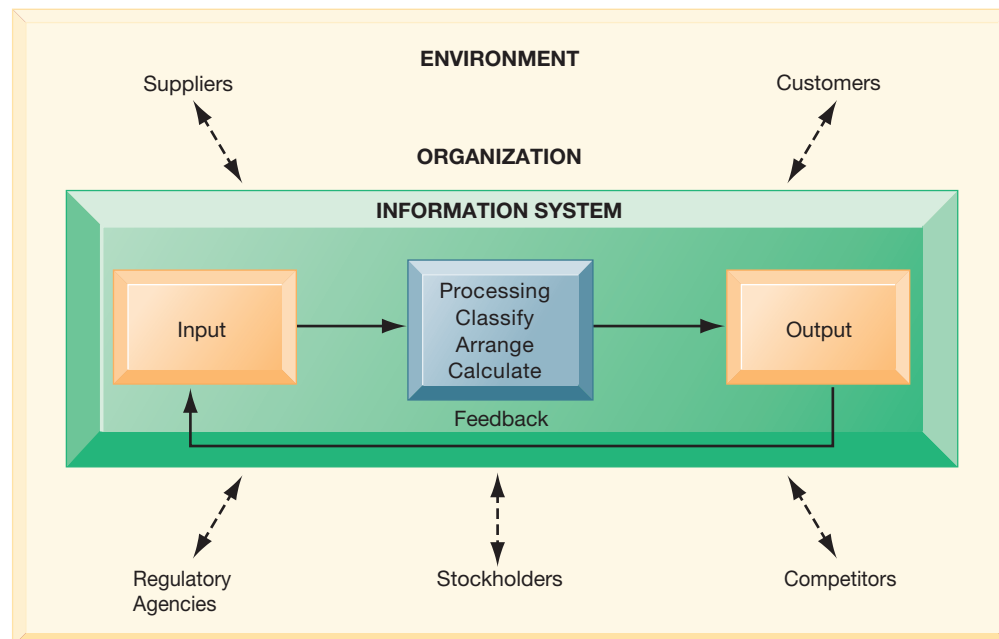 ENVIRONMENT
Suppliers
Customers
ORGANIZATION
INFORMATION SYSTEM
Input
Processing
Classify
Arrange
Calculate
Output
Feedback
Regulatory
Agencies
Stockholders
Competitors